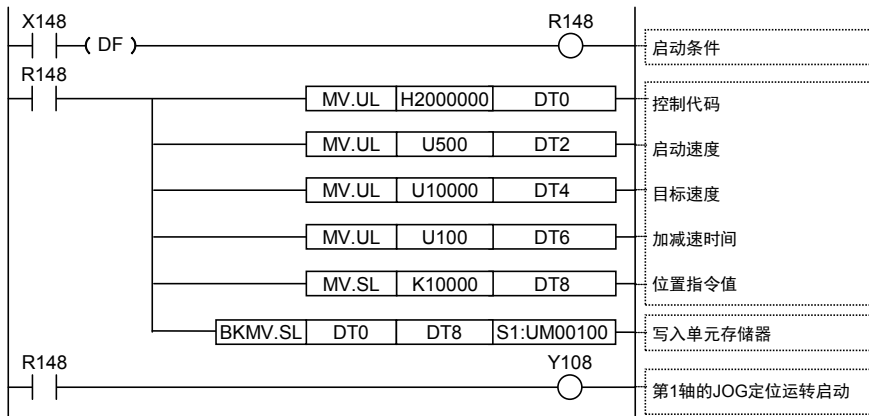 X148 R148
( DF ) 启动条件
R148
MV.UL H2000000 DT0 控制代码
MV.UL U500 DT2 启动速度
MV.UL U10000 DT4 目标速度
MV.UL U100 DT6 加减速时间
MV.SL K10000 DT8 位置指令值
BKMV.SL DT0 DT8 S1:UM00100 写入单元存储器
R148 Y108
第1轴的JOG定位运转启动